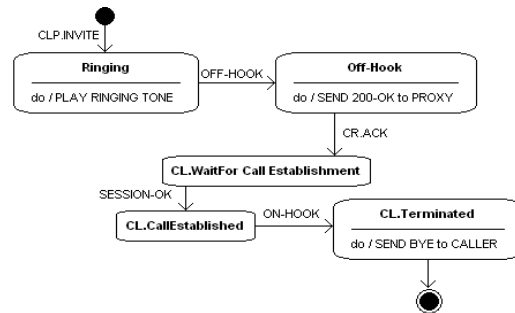 CLP.INVITE
Ringing
do / PLAY RINGING TONE
OFF-HOOK
Off-Hook
do / SEND 200-OK to PROXY
CR.ACK
CL.WaitFor Call Establishment
SESSION-OK
CL.CallEstablished
ON-HOOK
CL.Terminated
do / SEND BYE to CALLER